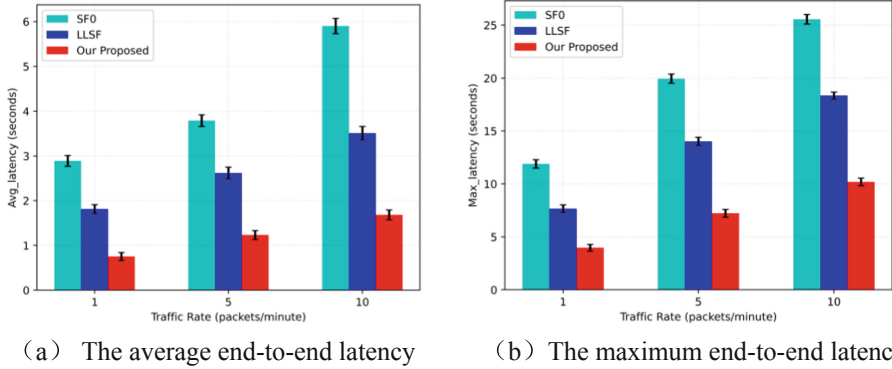 SF0
LLSF
Our Proposed
6
5
4
3
2
1
0
Avg_latency (seconds)
1
5
10
Traffic Rate (packets/minute)
(a) The average end-to-end latency
SF0
LLSF
Our Proposed
25
20
15
10
5
0
Max_latency (seconds)
1
5
10
Traffic Rate (packets/minute)
(b) The maximum end-to-end latenc